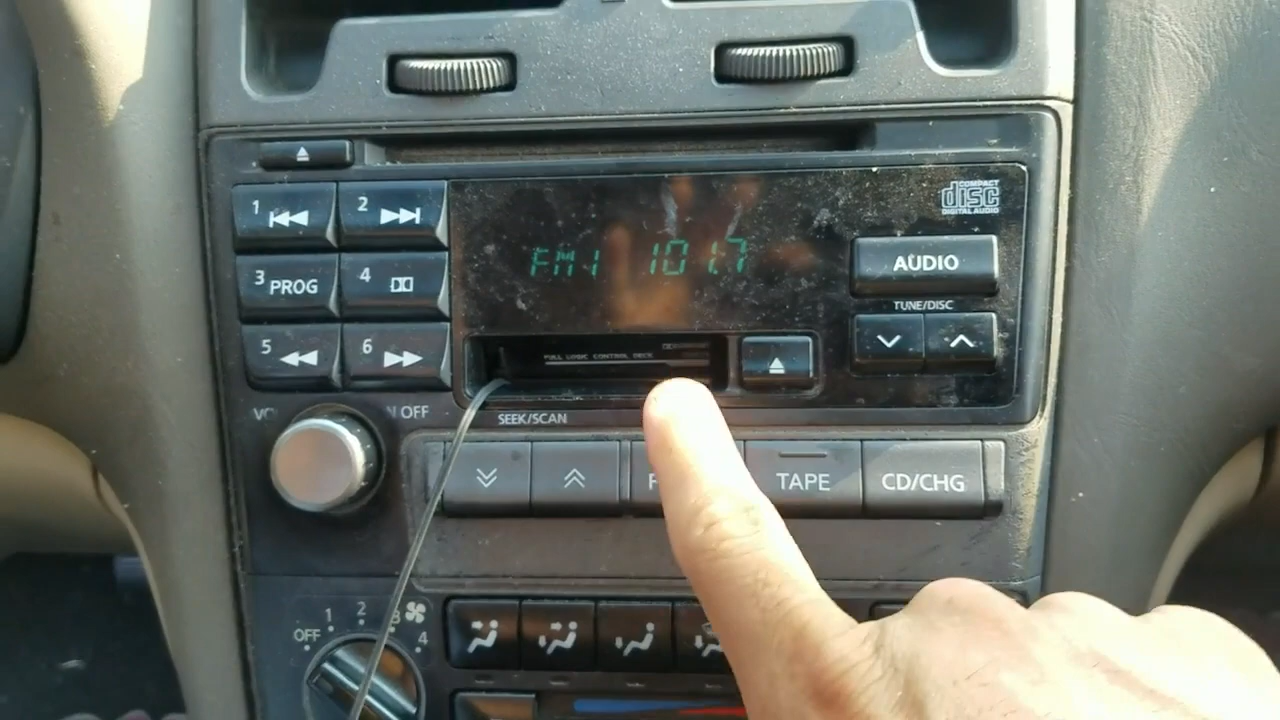 COMPACT
disc
DIGITAL AUDIO
1
2
FM1 101.7
AUDIO
3 PROG
4
TUNE/DISC
5
6
FULL LOGIC CONTROL DECK
OFF
SEEK/SCAN
TAPE
CD/CHG
OFF
1
2
3
4